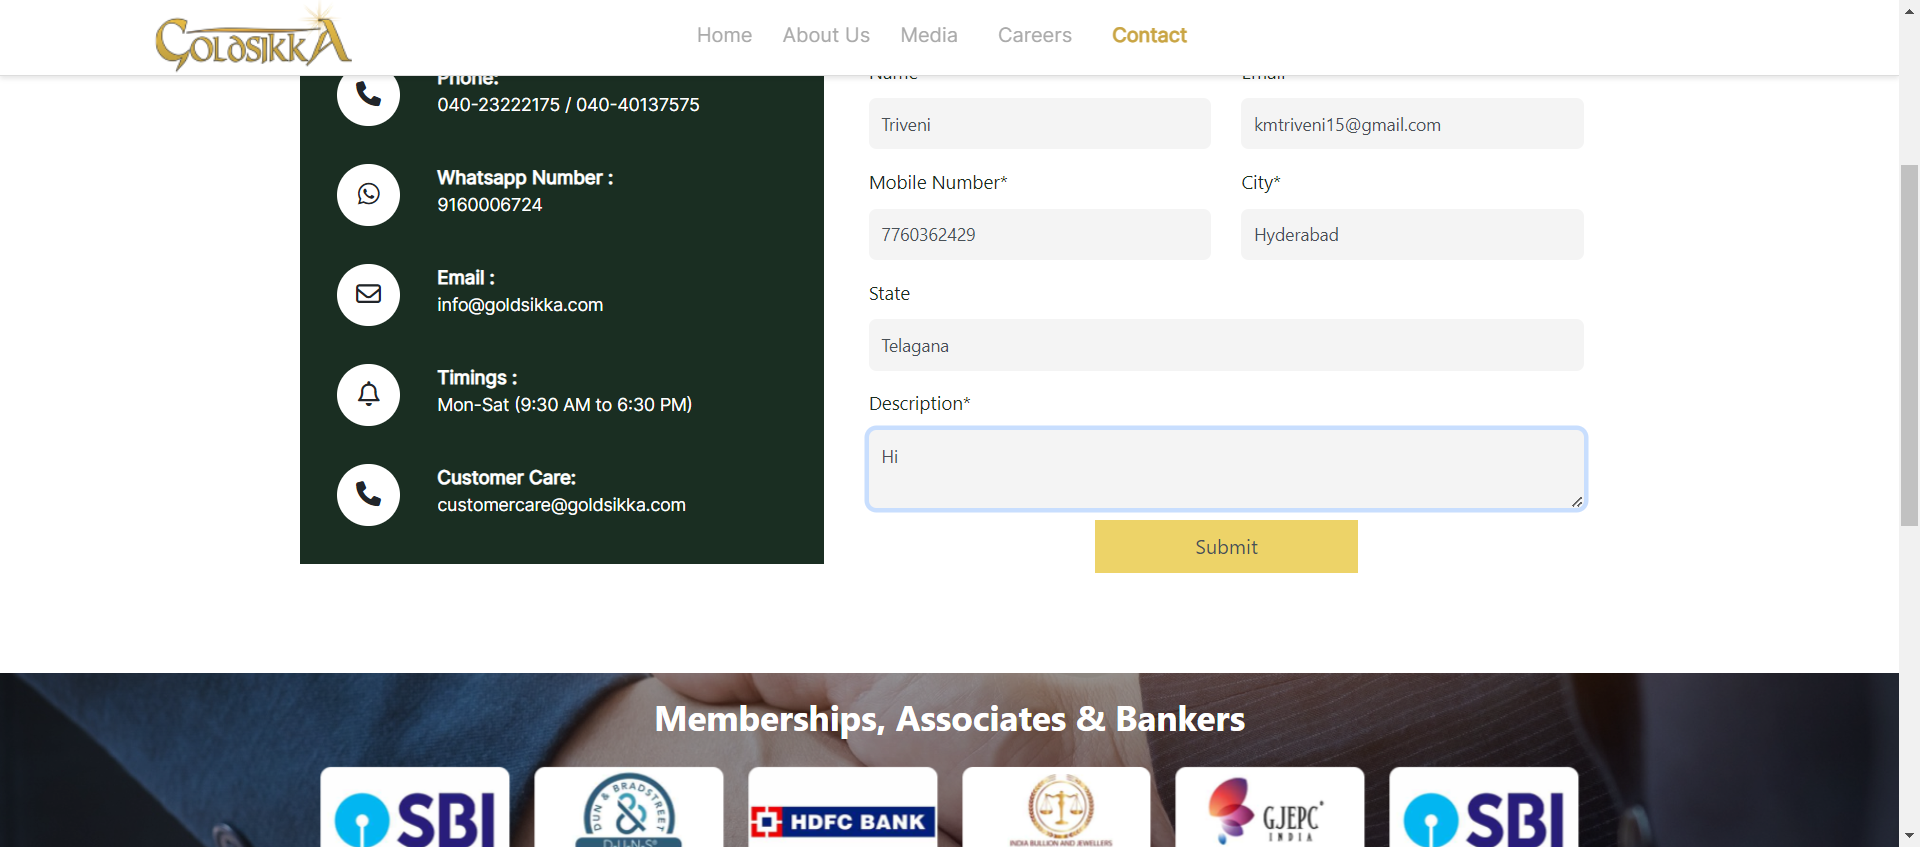 GOLDSIKKA
Home About Us Media Careers Contact
Phone:
040-23222175 / 040-40137575
Whatsapp Number :
9160006724
Email :
info@goldsikka.com
Timings :
Mon-Sat (9:30 AM to 6:30 PM)
Customer Care:
customercare@goldsikka.com
Name Email
Triveni kmtriveni15@gmail.com
Mobile Number* City*
7760362429 Hyderabad
State
Telagana
Description*
Hi
Submit
Memberships, Associates & Bankers
SBI
DUN & BRADSTREET
D-U-N-S®
HDFC BANK
INDIA BULLION AND JEWELLERS
GJEPC
INDIA
SBI